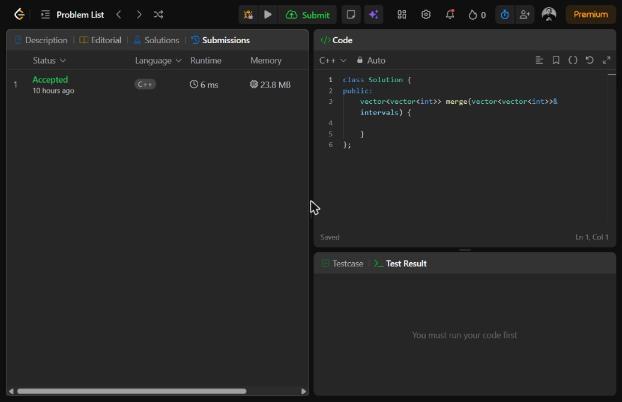 Problem List
Submit
0
Premium
Description
Editorial
Solutions
Submissions
Status
Language
Runtime
Memory
1
Accepted
10 hours ago
C++
6 ms
23.8 MB
</> Code
C++
Auto
1 class Solution {
2 public:
3 vector<vector<int>> merge(vector<vector<int>>&
intervals) {
4
5 }
6 };
Saved
Ln 1, Col 1
Testcase
Test Result
You must run your code first